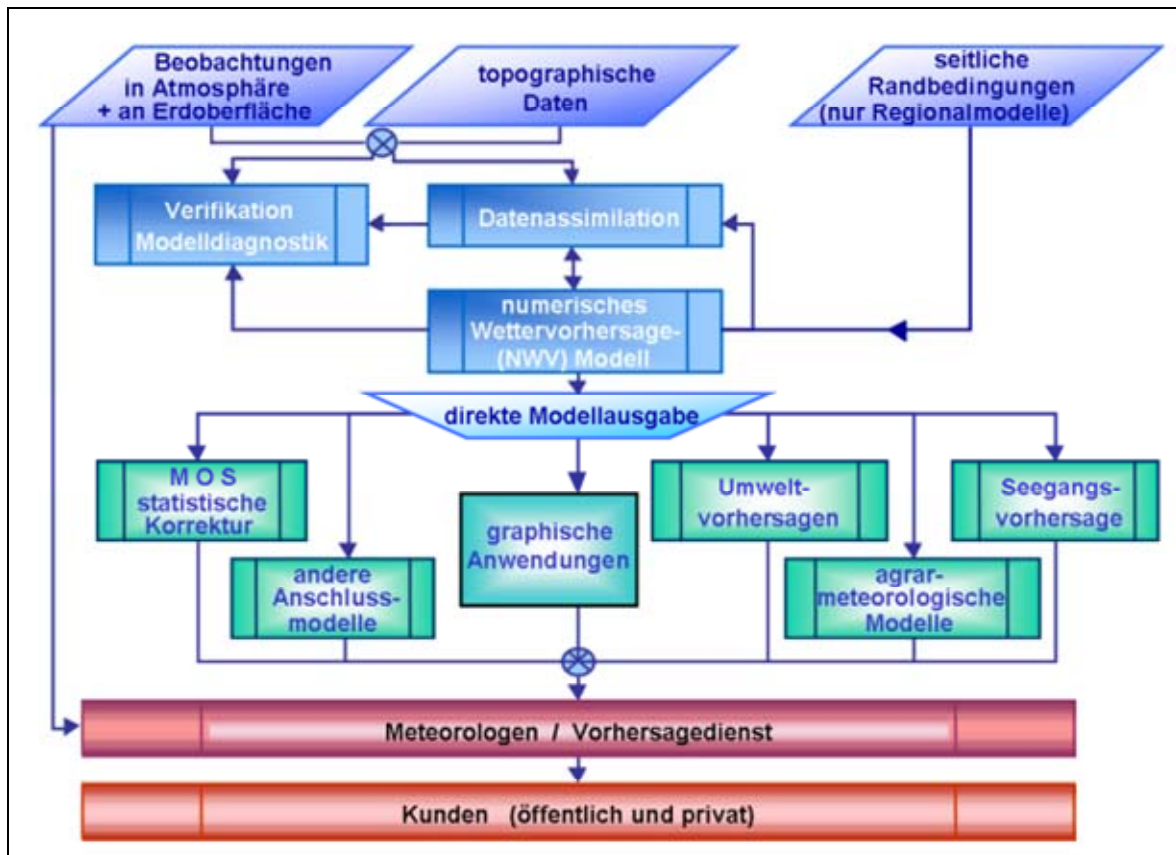 Beobachtungen
in Atmosphäre
+ an Erdoberfläche
topographische
Daten
seitliche
Randbedingungen
(nur Regionalmodelle)
Verifikation
Modelldiagnostik
Datenassimilation
numerisches
Wettervorhersage-
(NWV) Modell
direkte Modellausgabe
M O S
statistische
Korrektur
andere
Anschluss-
modelle
graphische
Anwendungen
Umwelt-
vorhersagen
agrar-
meteorologische
Modelle
Seegangs-
vorhersage
Meteorologen / Vorhersagedienst
Kunden (öffentlich und privat)